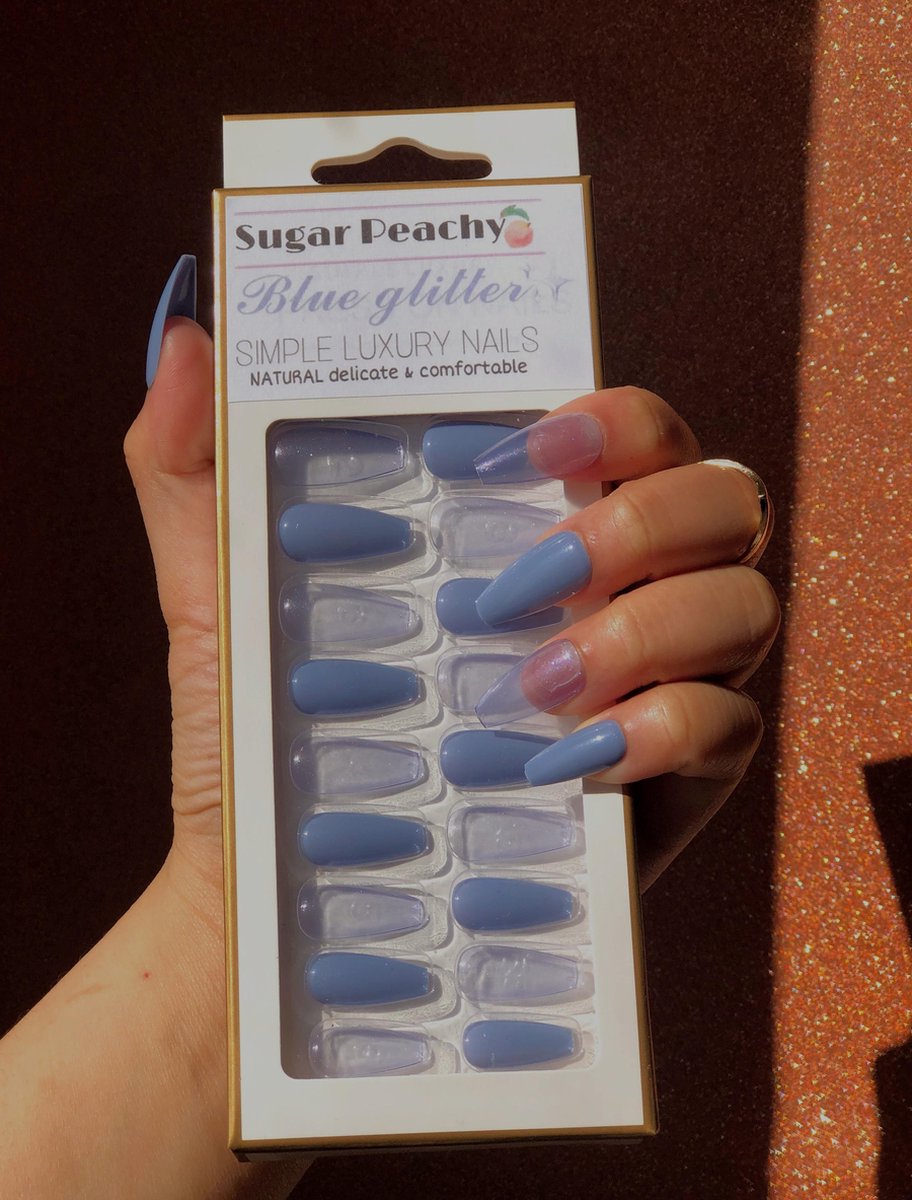 Sugar Peachy
Blue glitter
SIMPLE LUXURY NAILS
NATURAL delicate & comfortable